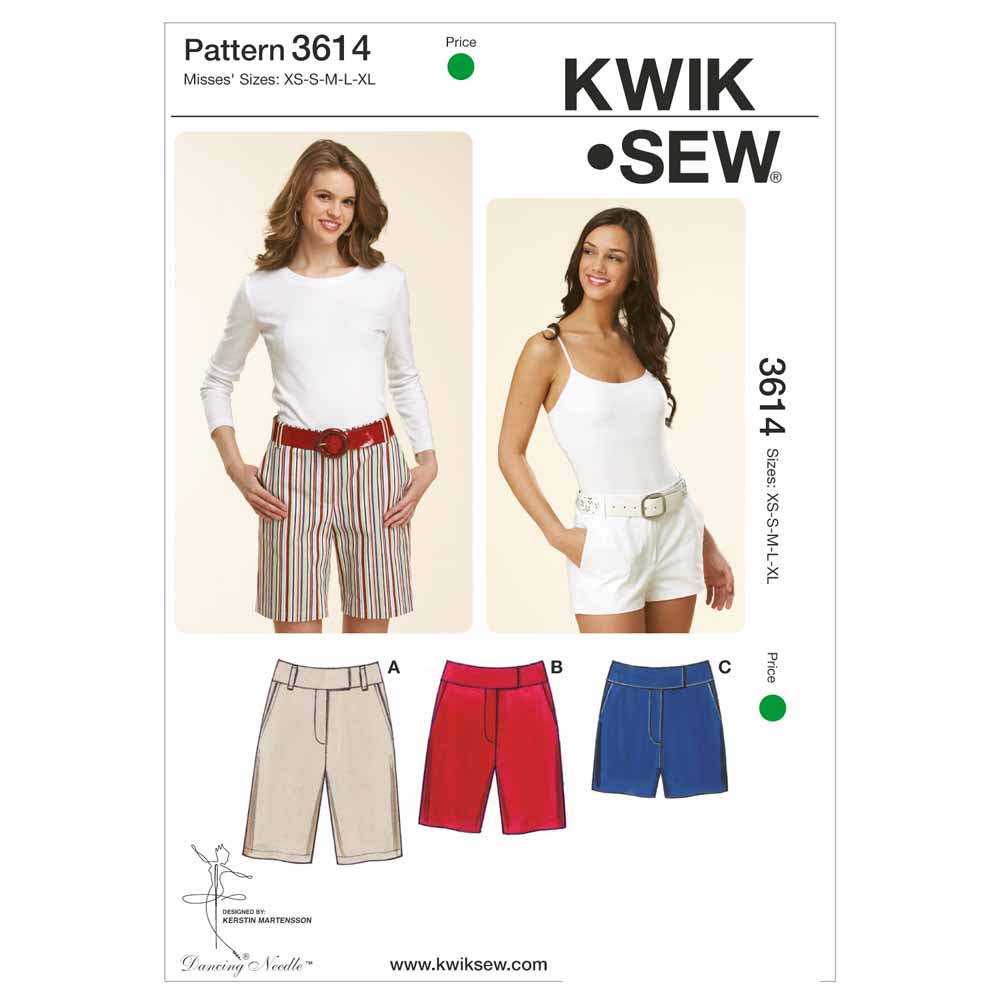 Pattern 3614
Misses' Sizes: XS-S-M-L-XL
Price
KWIK
•SEW®
3614 Sizes: XS-S-M-L-XL
Price
A
B
C
DESIGNED BY:
KERSTIN MARTENSSON
Dancing Needle™
®
www.kwiksew.com